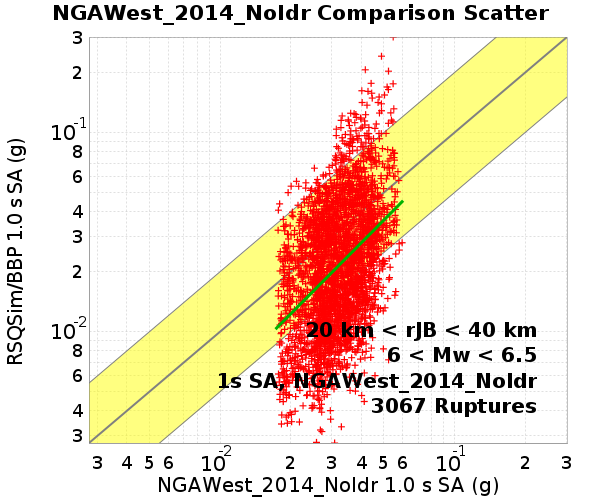 NGAWest_2014_NoIdr Comparison Scatter
RSQSim/BBP 1.0 s SA (g)
3
2
10-1
8
6
4
3
2
10-2
8
6
4
3
20 km < rJB < 40 km
6 < Mw < 6.5
1s SA, NGAWest_2014_NoIdr
3067 Ruptures
3 4 5 6 10-2 2 3 4 5 6 10-1 2 3
NGAWest_2014_NoIdr 1.0 s SA (g)